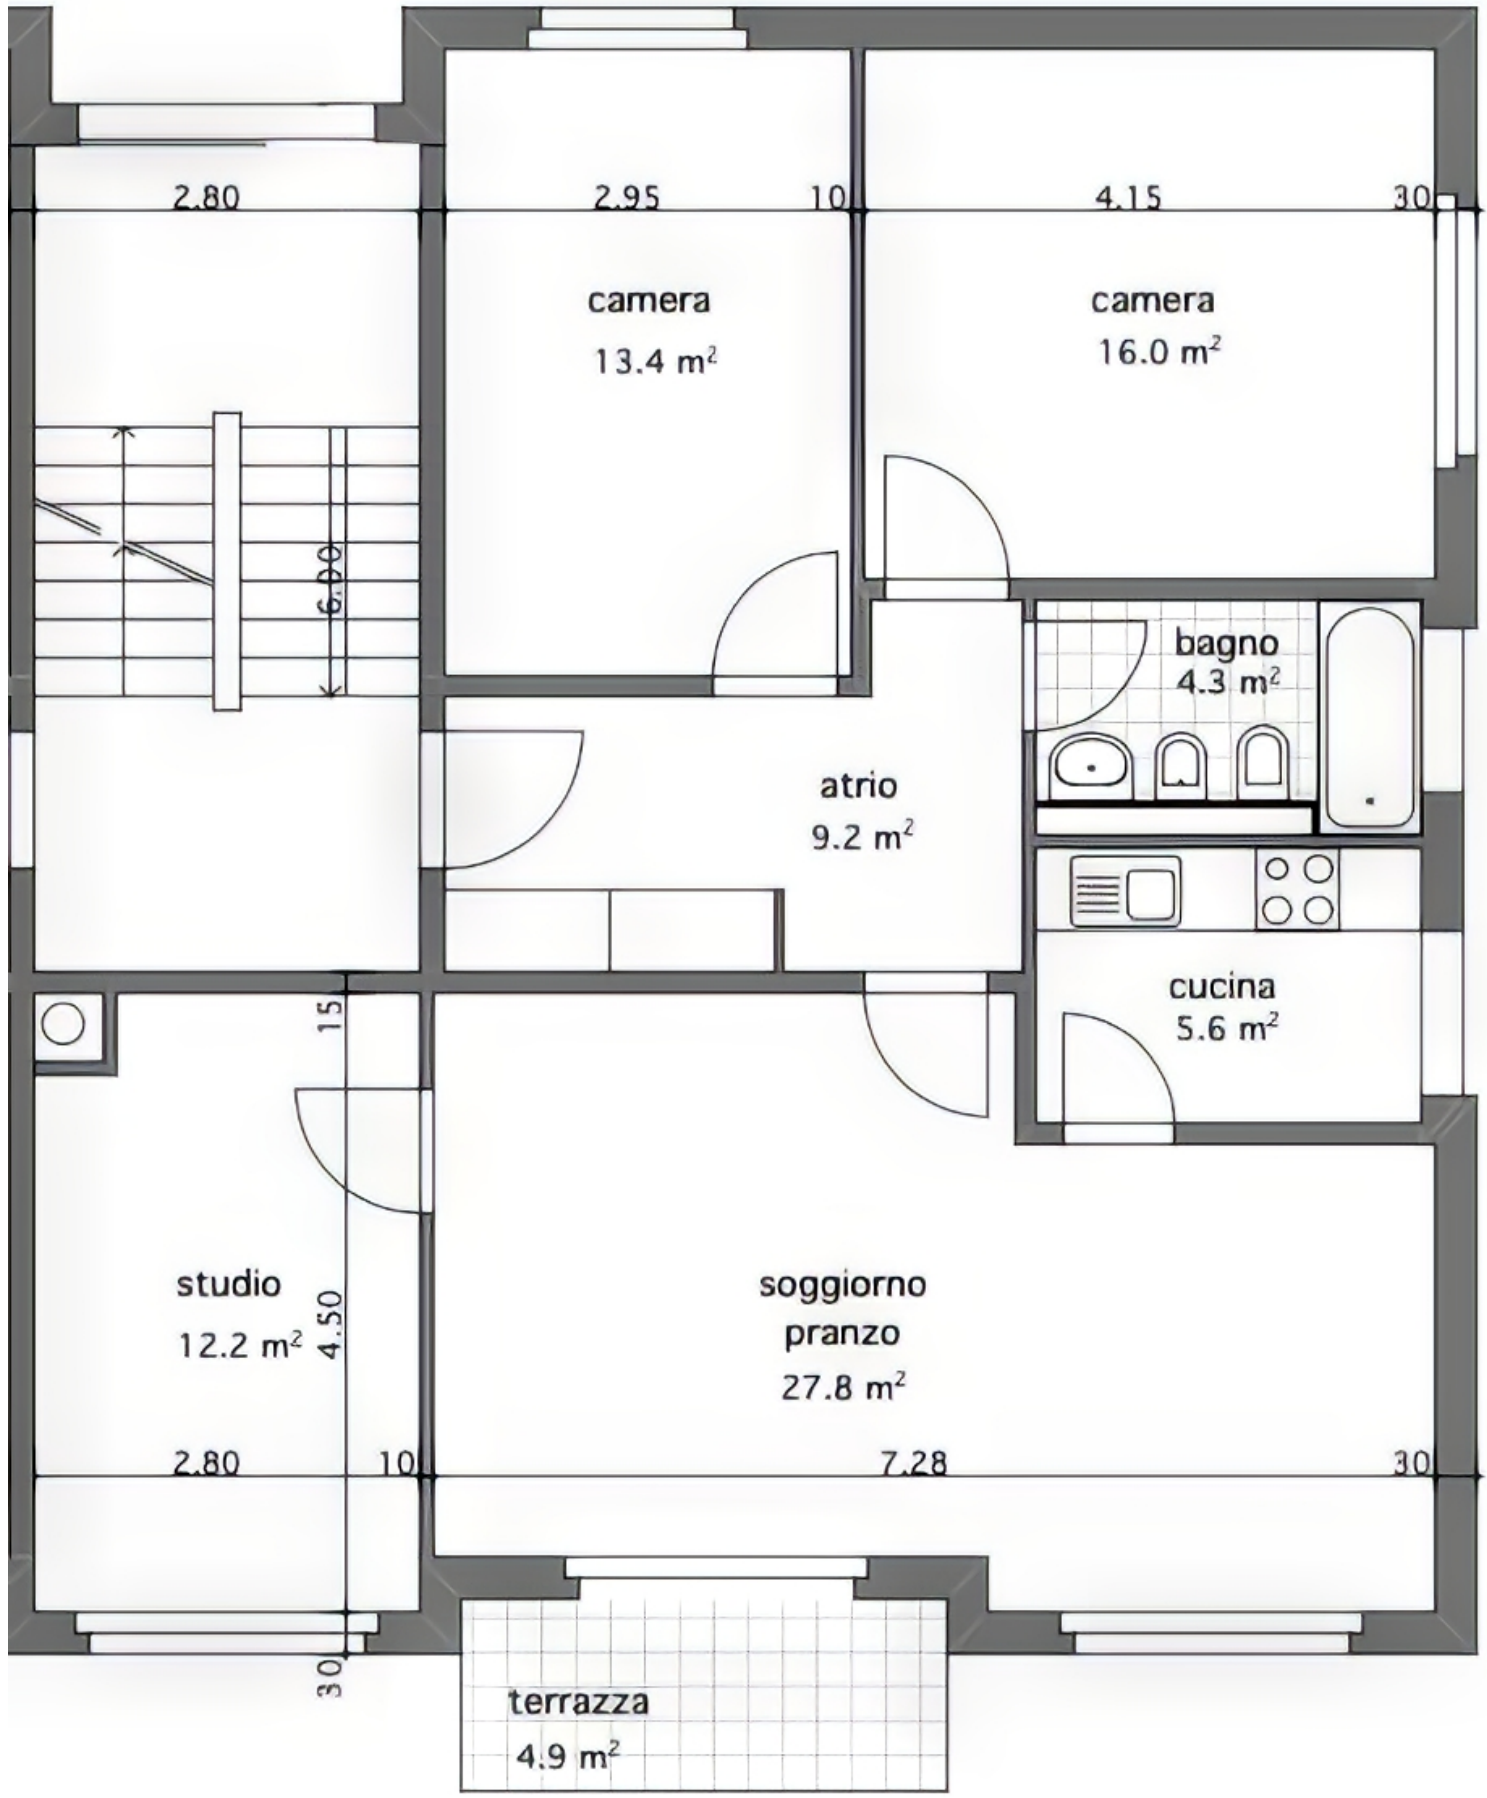 2.80
2.95
10
4.15
30
camera
13.4 m²
camera
16.0 m²
6.00
bagno
4.3 m²
atrio
9.2 m²
cucina
5.6 m²
15
studio
12.2 m²
4.50
soggiorno
pranzo
27.8 m²
2.80
10
7.28
30
30
terrazza
4.9 m²